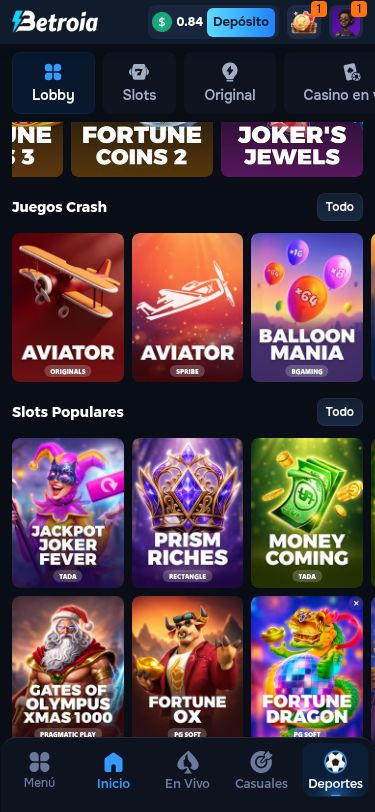 Betroia
$ 0.84 Depósito
1
1
Lobby
Slots
Original
Casino en
FORTUNE
COINS 2
JOKER'S
JEWELS
Juegos Crash
Todo
AVIATOR
ORIGINALS
AVIATOR
SPRIBE
×16
×8
×64
BALLOON
MANIA
BGAMING
Slots Populares
Todo
JACKPOT
JOKER
FEVER
TADA
PRISM
RICHES
RECTANGLE
MONEY
COMING
TADA
GATES OF
OLYMPUS
XMAS 1000
PRAGMATIC PLAY
FORTUNE
OX
PG SOFT
FORTUNE
DRAGON
PG SOFT
Menú
Inicio
En Vivo
Casuales
Deportes